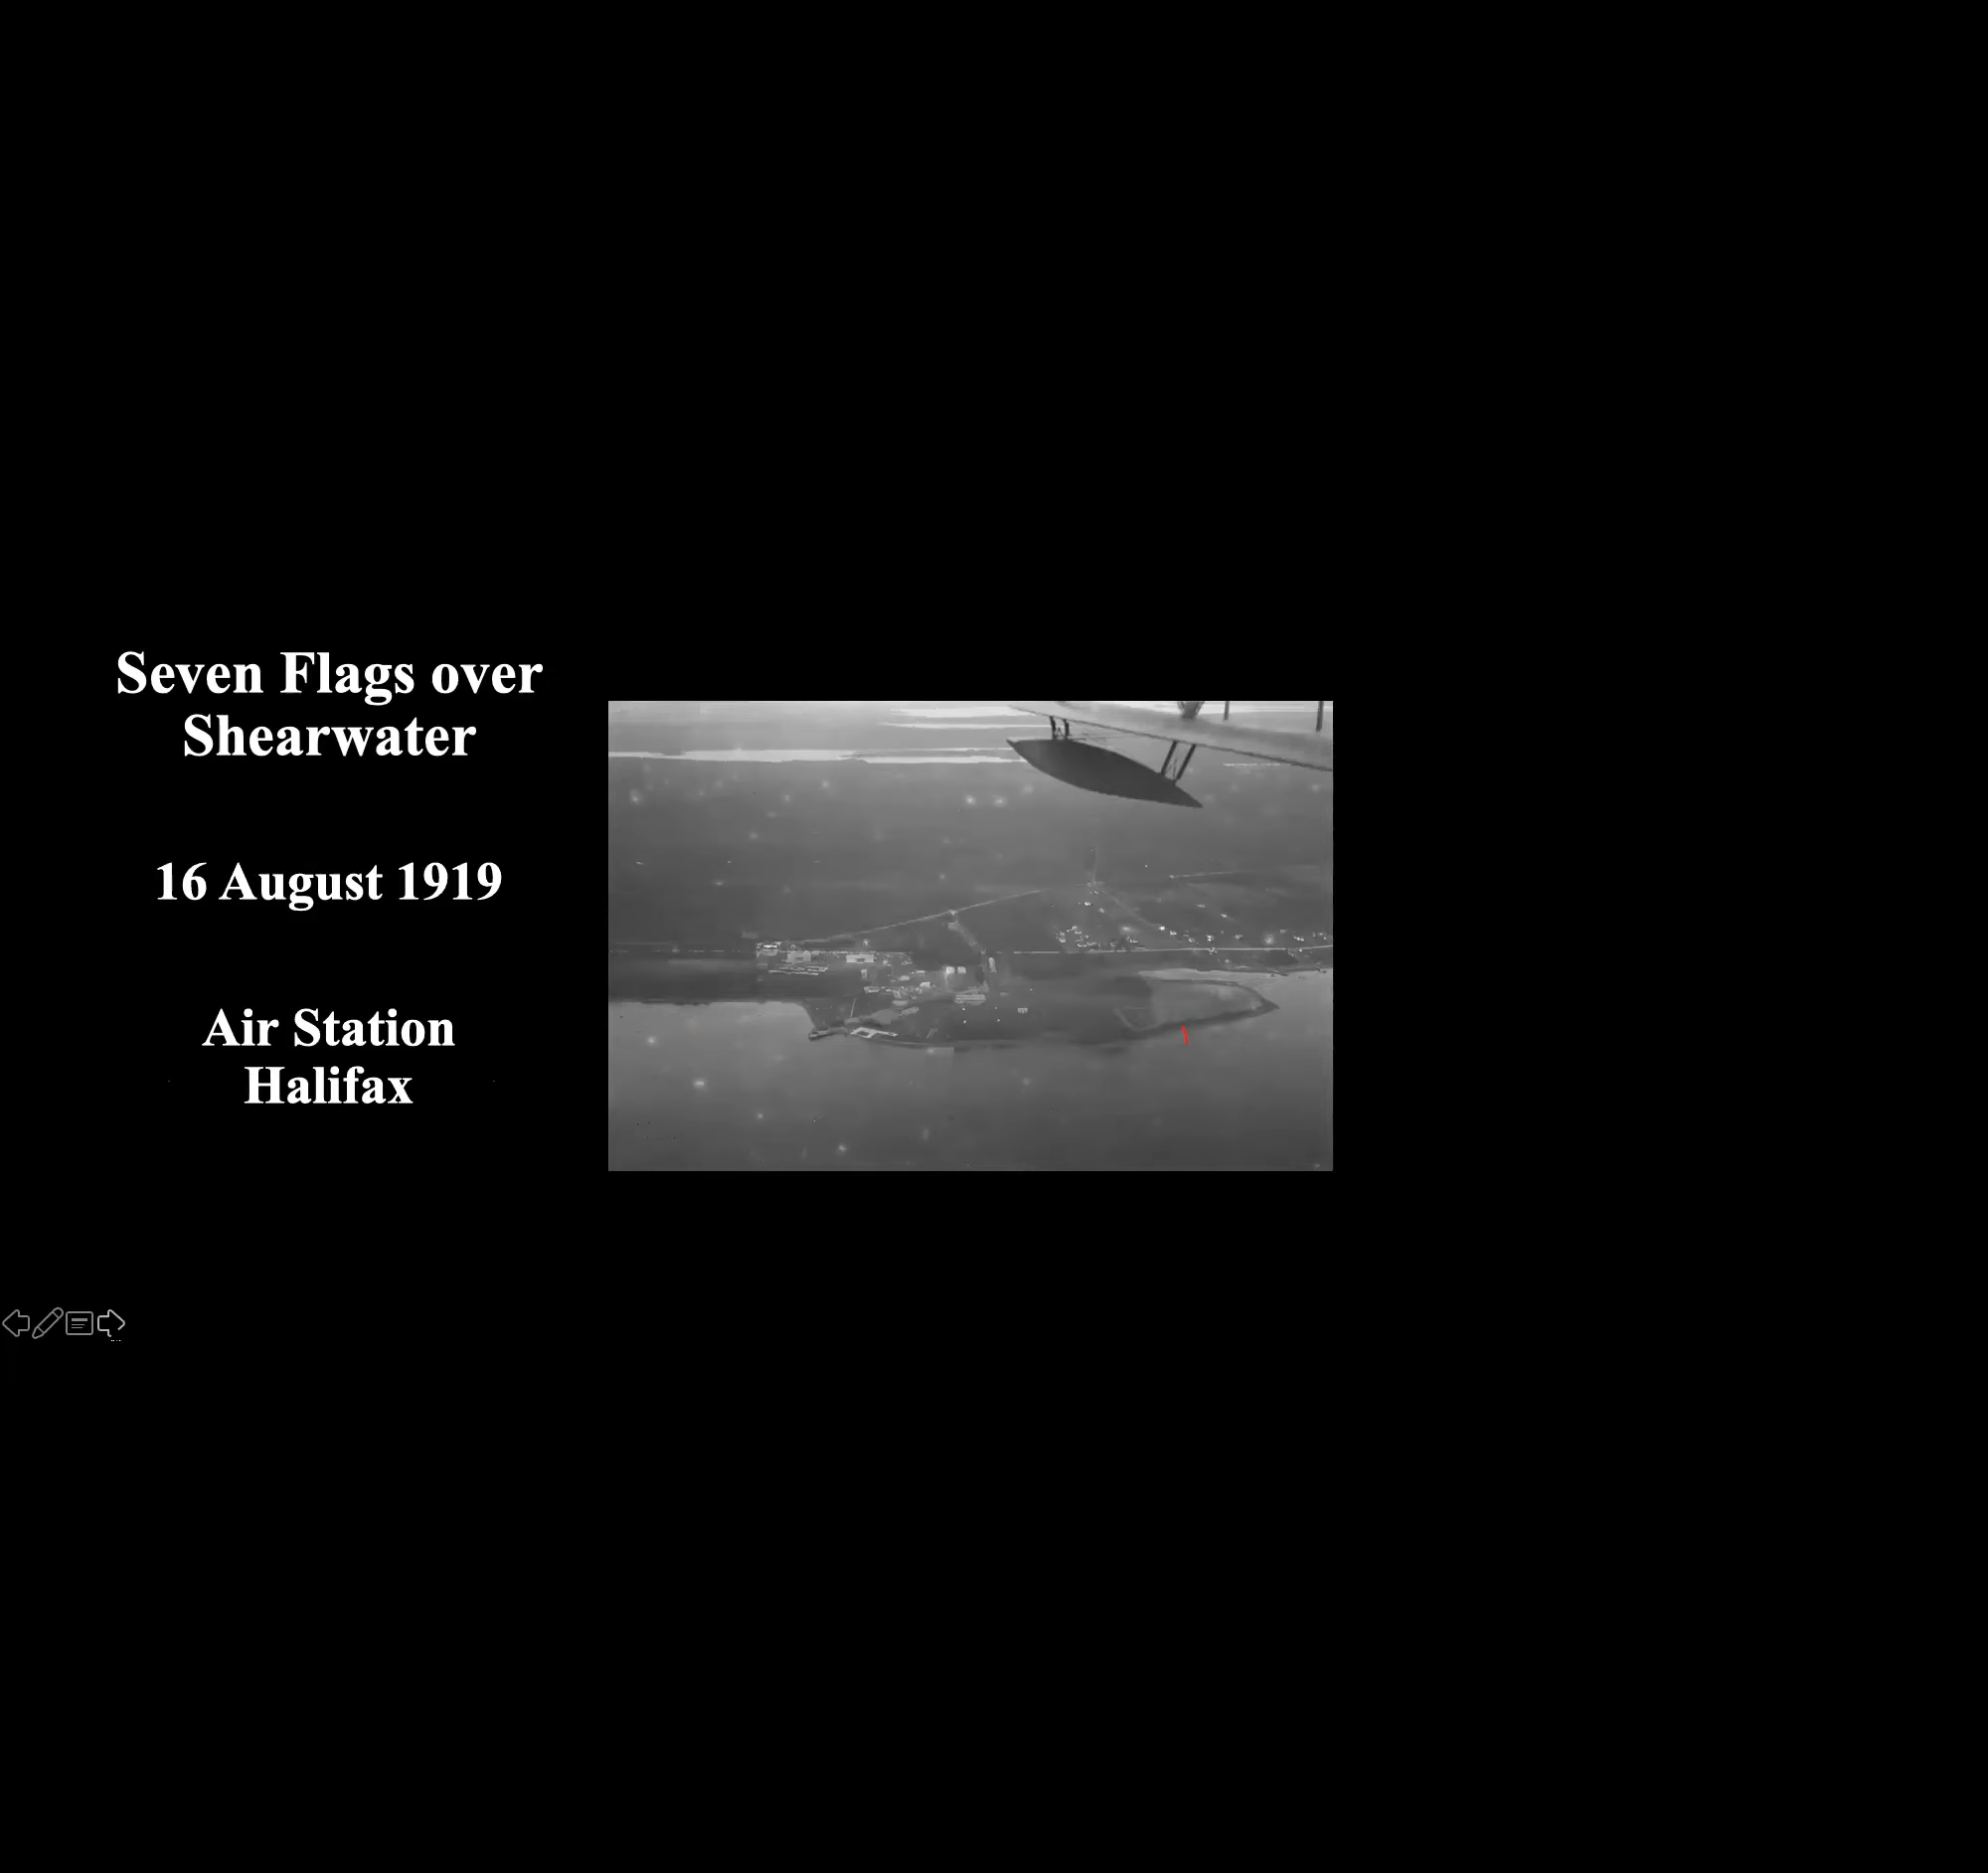 Seven Flags over
Shearwater
16 August 1919
Air Station
Halifax